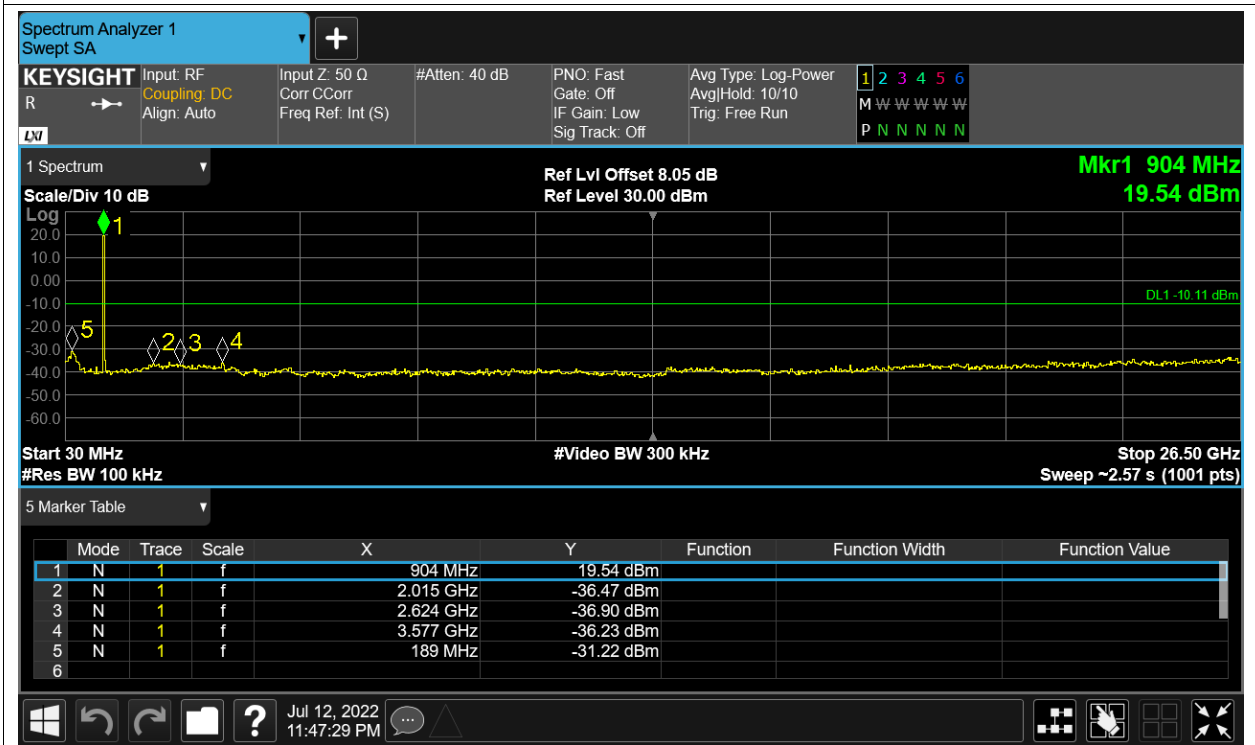 Spectrum Analyzer 1
Swept SA
KEYSIGHT
R
LXI
Input: RF
Coupling: DC
Align: Auto
Input Z: 50 Ω
Corr CCorr
Freq Ref: Int (S)
#Atten: 40 dB
PNO: Fast
Gate: Off
IF Gain: Low
Sig Track: Off
Avg Type: Log-Power
Avg|Hold: 10/10
Trig: Free Run
1 2 3 4 5 6
M W W W W W
P N N N N N
1 Spectrum
Scale/Div 10 dB
Ref Lvl Offset 8.05 dB
Ref Level 30.00 dBm
Mkr1 904 MHz
19.54 dBm
Log
20.0
10.0
0.00
-10.0
-20.0
-30.0
-40.0
-50.0
-60.0
1
DL1 -10.11 dBm
5
2 3 4
Start 30 MHz
#Video BW 300 kHz
Stop 26.50 GHz
#Res BW 100 kHz
Sweep ~2.57 s (1001 pts)
5 Marker Table
Mode Trace Scale X Y Function Function Width Function Value
1 N 1 f 904 MHz 19.54 dBm
2 N 1 f 2.015 GHz -36.47 dBm
3 N 1 f 2.624 GHz -36.90 dBm
4 N 1 f 3.577 GHz -36.23 dBm
5 N 1 f 189 MHz -31.22 dBm
6
?
Jul 12, 2022
11:47:29 PM